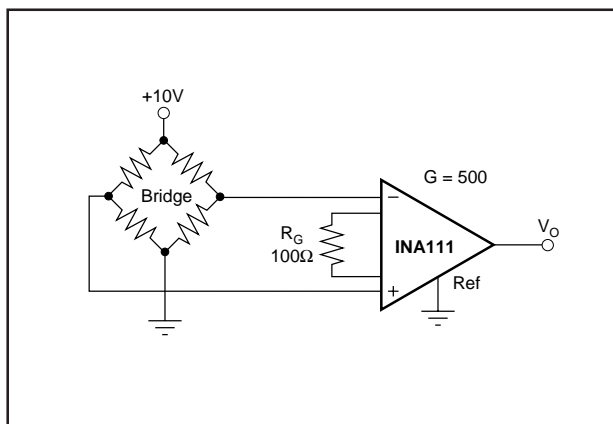 +10V
Bridge
G = 500
–
R_G
100Ω
INA111
V_O
+
Ref